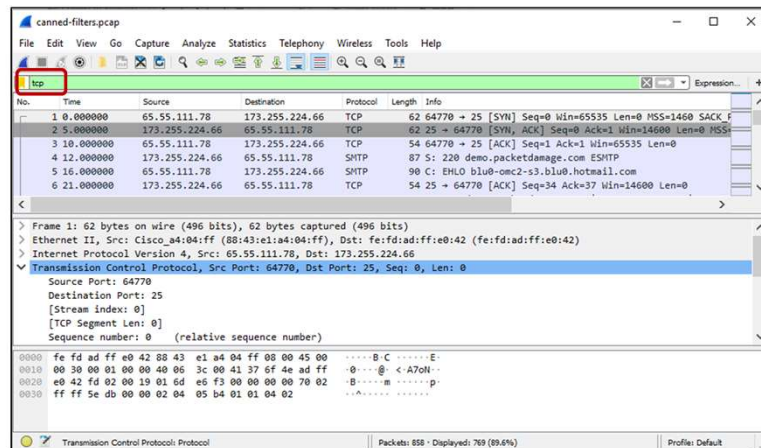 canned-filters.pcap
File Edit View Go Capture Analyze Statistics Telephony Wireless Tools Help
tcp Expression... +
No. Time Source Destination Protocol Length Info
1 0.000000 65.55.111.78 173.255.224.66 TCP 62 64770 → 25 [SYN] Seq=0 Win=65535 Len=0 MSS=1460 SACK_P
2 5.000000 173.255.224.66 65.55.111.78 TCP 62 25 → 64770 [SYN, ACK] Seq=0 Ack=1 Win=14600 Len=0 MSS=
3 10.000000 65.55.111.78 173.255.224.66 TCP 54 64770 → 25 [ACK] Seq=1 Ack=1 Win=65535 Len=0
4 12.000000 173.255.224.66 65.55.111.78 SMTP 87 S: 220 demo.packetdamage.com ESMTP
5 16.000000 65.55.111.78 173.255.224.66 SMTP 90 C: EHLO blu0-omc2-s3.blu0.hotmail.com
6 21.000000 173.255.224.66 65.55.111.78 TCP 54 25 → 64770 [ACK] Seq=34 Ack=37 Win=14600 Len=0
> Frame 1: 62 bytes on wire (496 bits), 62 bytes captured (496 bits)
> Ethernet II, Src: Cisco_a4:04:ff (88:43:e1:a4:04:ff), Dst: fe:fd:ad:ff:e0:42 (fe:fd:ad:ff:e0:42)
> Internet Protocol Version 4, Src: 65.55.111.78, Dst: 173.255.224.66
Transmission Control Protocol, Src Port: 64770, Dst Port: 25, Seq: 0, Len: 0
Source Port: 64770
Destination Port: 25
[Stream index: 0]
[TCP Segment Len: 0]
Sequence number: 0 (relative sequence number)
0000 fe fd ad ff e0 42 88 43 e1 a4 04 ff 08 00 45 00 ·····B·C ······E·
0010 00 30 00 01 00 00 40 06 3c 00 41 37 6f 4e ad ff ·0····@· <·A7oN··
0020 e0 42 fd 02 00 19 01 6d e6 f3 00 00 00 00 70 02 ·B·····m ······p·
0030 ff ff 5e db 00 00 02 04 05 b4 01 01 04 02 ··^····· ······
Transmission Control Protocol: Protocol Packets: 858 · Displayed: 769 (89.6%) Profile: Default